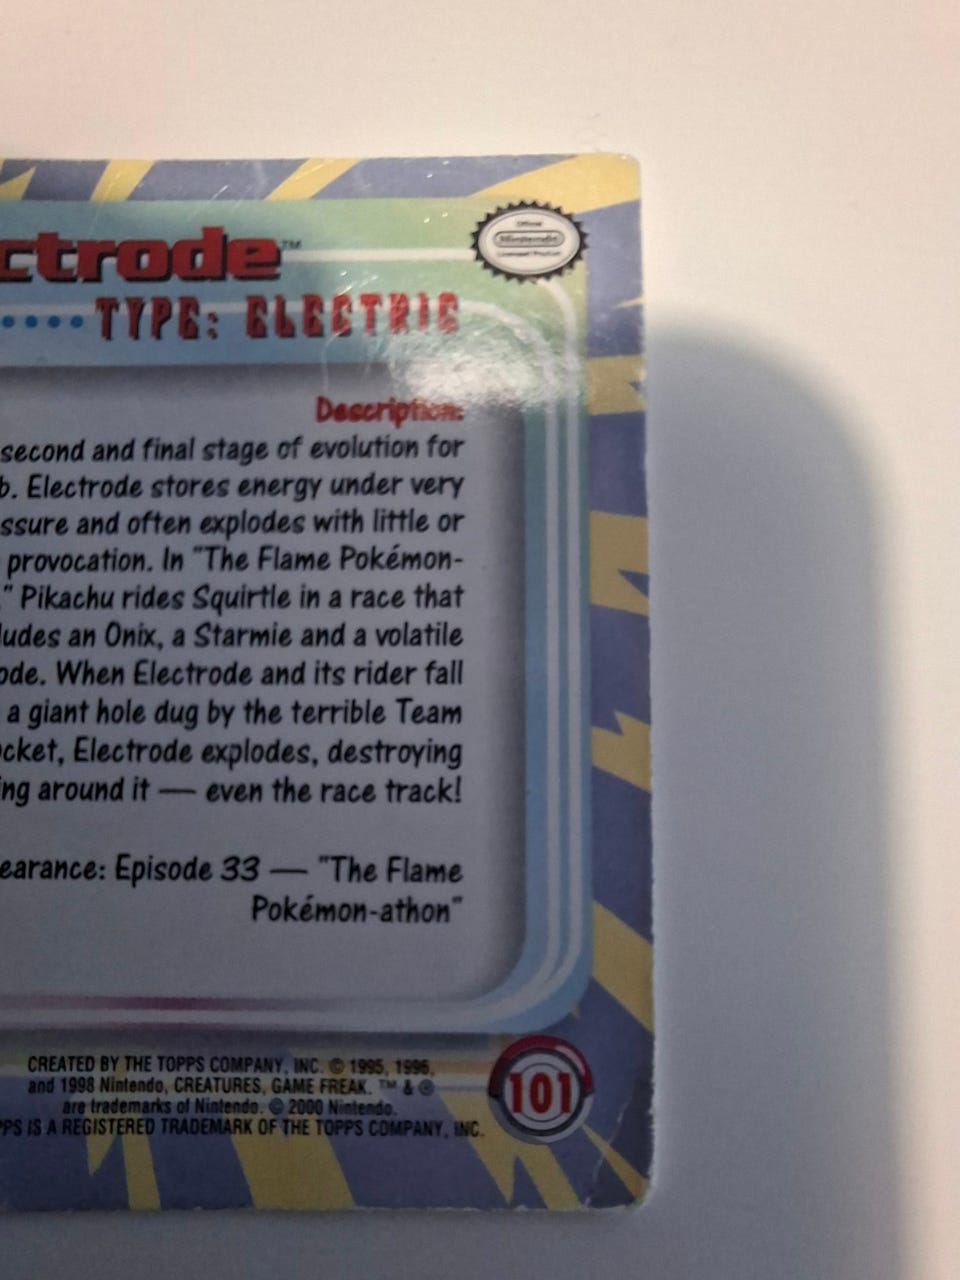 ctrode™
TYPE: ELECTRIC
Official
Nintendo
Licensed Product
Description:
second and final stage of evolution for
b. Electrode stores energy under very
ssure and often explodes with little or
provocation. In "The Flame Pokémon-
." Pikachu rides Squirtle in a race that
ludes an Onix, a Starmie and a volatile
ode. When Electrode and its rider fall
a giant hole dug by the terrible Team
cket, Electrode explodes, destroying
ing around it — even the race track!
earance: Episode 33 — "The Flame
Pokémon-athon"
CREATED BY THE TOPPS COMPANY, INC. © 1995, 1996,
and 1998 Nintendo, CREATURES, GAME FREAK. ™ & ®
are trademarks of Nintendo. © 2000 Nintendo.
PPS IS A REGISTERED TRADEMARK OF THE TOPPS COMPANY, INC.
101